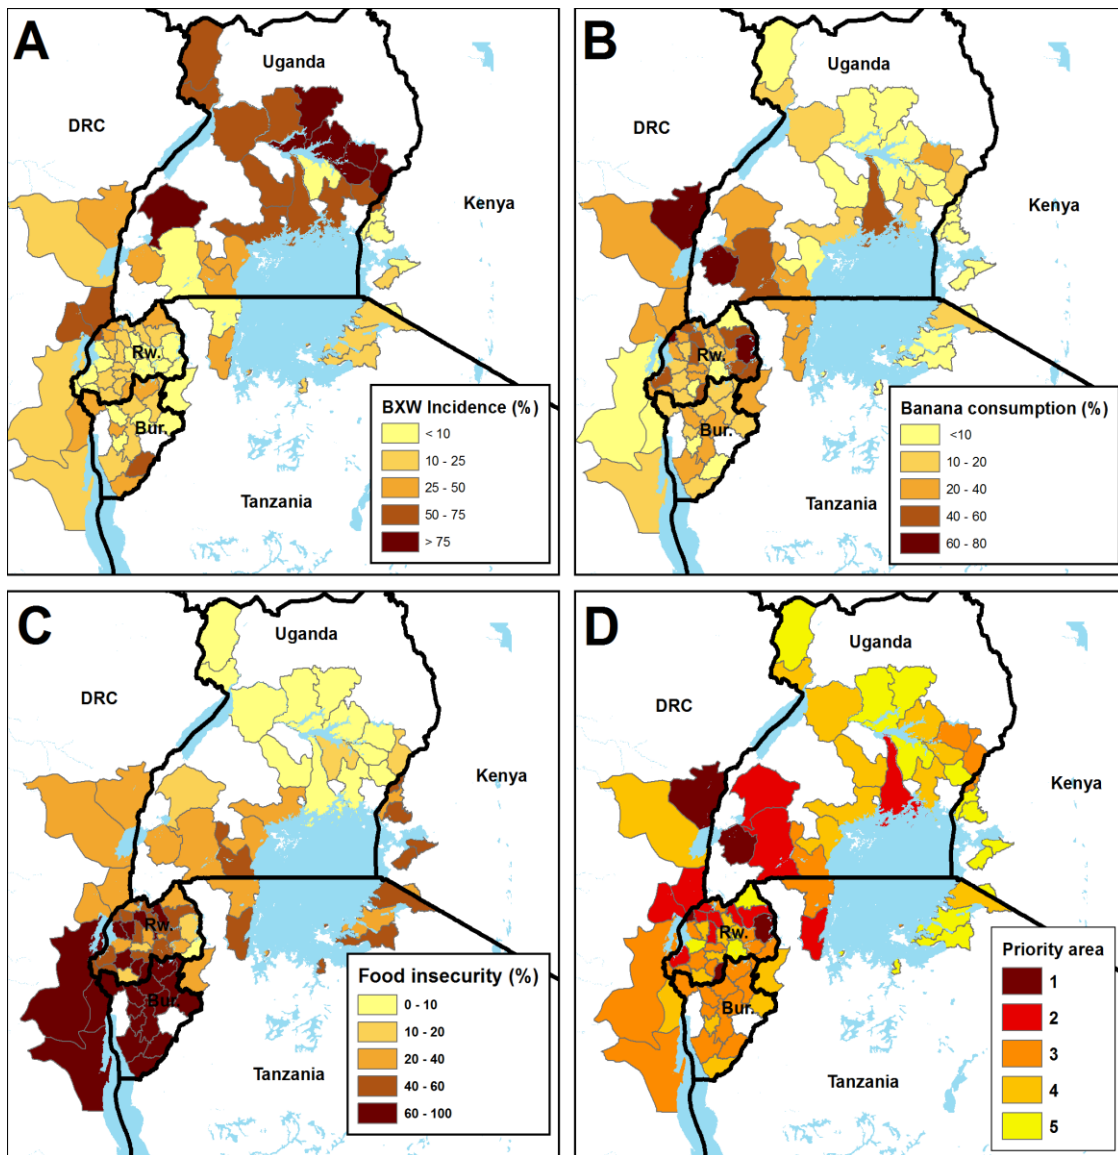 A
Uganda
DRC
Kenya
Rw.
Bur.
Tanzania
BXW Incidence (%)
< 10
10 - 25
25 - 50
50 - 75
> 75
B
Uganda
DRC
Kenya
Rw.
Bur.
Tanzania
Banana consumption (%)
<10
10 - 20
20 - 40
40 - 60
60 - 80
C
Uganda
DRC
Kenya
Rw.
Bur.
Tanzania
Food insecurity (%)
0 - 10
10 - 20
20 - 40
40 - 60
60 - 100
D
Uganda
DRC
Kenya
Rw.
Bur.
Tanzania
Priority area
1
2
3
4
5